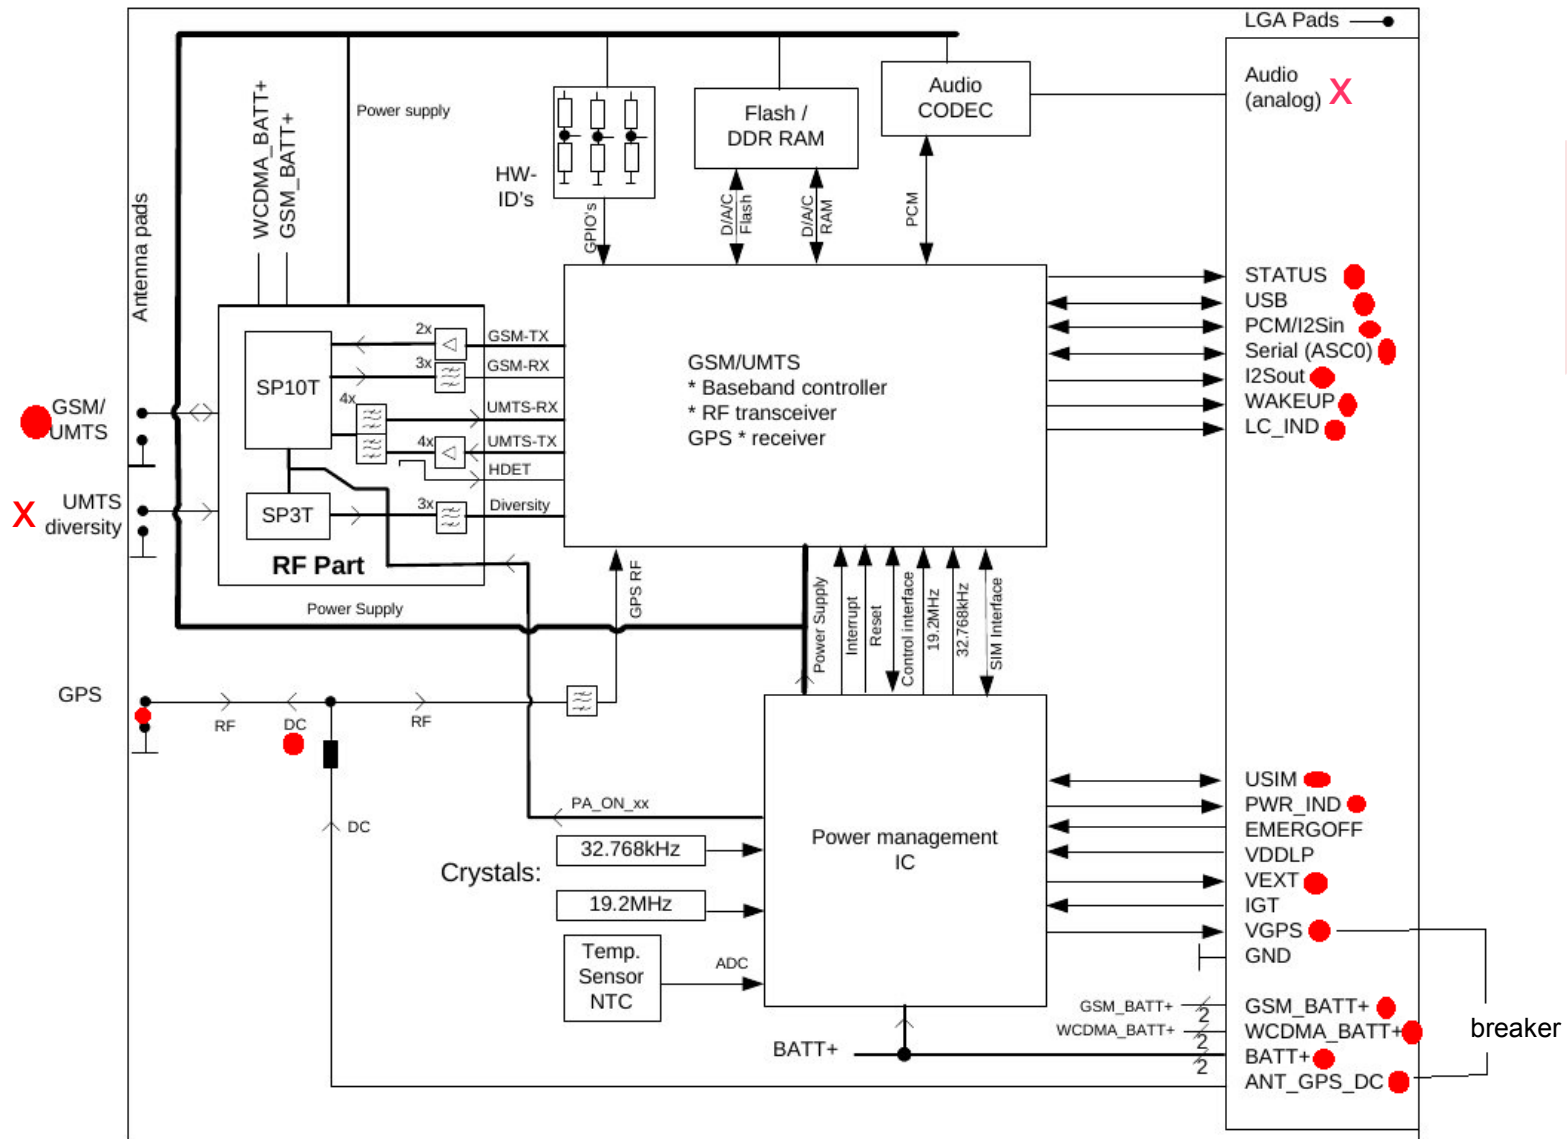 LGA Pads
Audio
(analog) X
Audio
CODEC
Flash /
DDR RAM
Power supply
WCDMA_BATT+
GSM_BATT+
HW-
ID's
Antenna pads
GPIO's
D/A/C
Flash
D/A/C
RAM
PCM
STATUS
USB
PCM/I2Sin
Serial (ASC0)
I2Sout
WAKEUP
LC_IND
2x
GSM-TX
3x
GSM-RX
SP10T
4x
UMTS-RX
4x
UMTS-TX
HDET
3x
Diversity
SP3T
RF Part
GSM/UMTS
* Baseband controller
* RF transceiver
GPS * receiver
GSM/
UMTS
X UMTS
diversity
Power Supply
GPS RF
Power Supply
Interrupt
Reset
Control interface
19.2MHz
32.768kHz
SIM Interface
GPS
RF
DC
RF
DC
PA_ON_xx
Crystals:
32.768kHz
19.2MHz
Temp.
Sensor
NTC
ADC
Power management
IC
USIM
PWR_IND
EMERGOFF
VDDLP
VEXT
IGT
VGPS
GND
GSM_BATT+
2
GSM_BATT+
WCDMA_BATT+
2
WCDMA_BATT+
BATT+
2
BATT+
ANT_GPS_DC
breaker